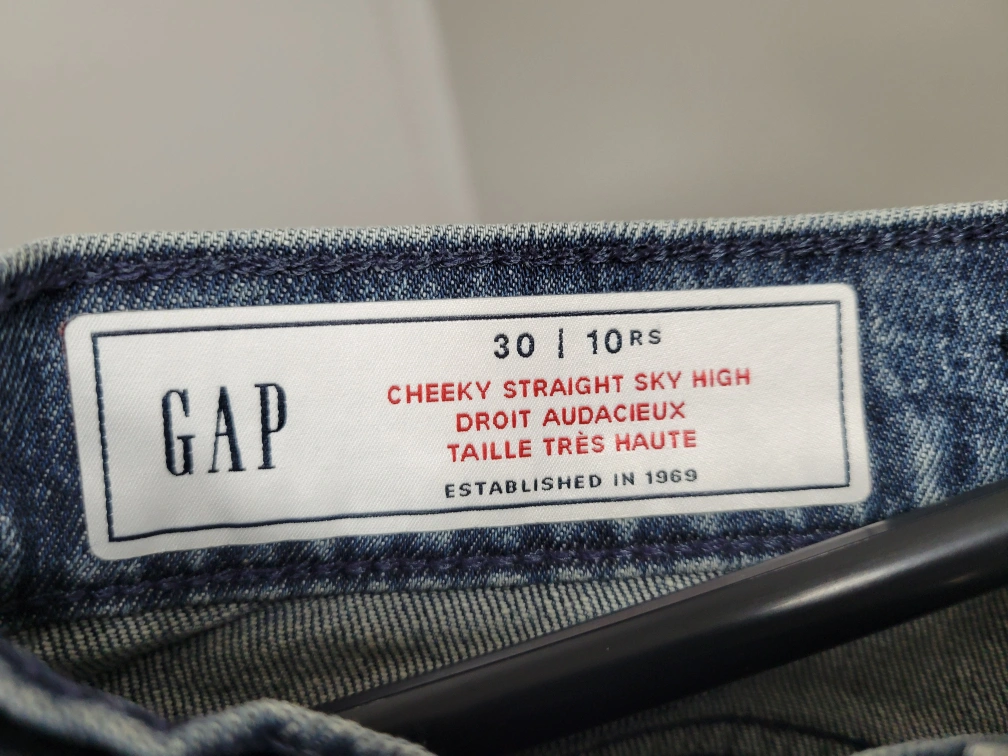 GAP
30 | 10RS
CHEEKY STRAIGHT SKY HIGH
DROIT AUDACIEUX
TAILLE TRÈS HAUTE
ESTABLISHED IN 1969